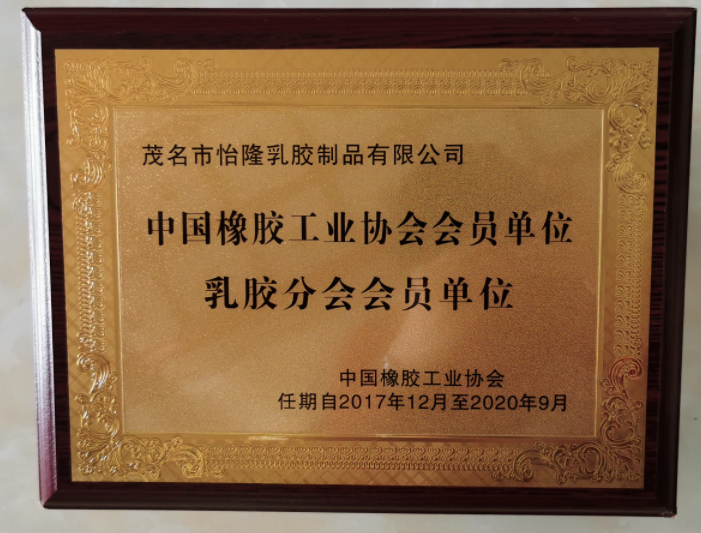 茂名市怡隆乳胶制品有限公司
中国橡胶工业协会会员单位
乳胶分会会员单位
中国橡胶工业协会
任期自2017年12月至2020年9月